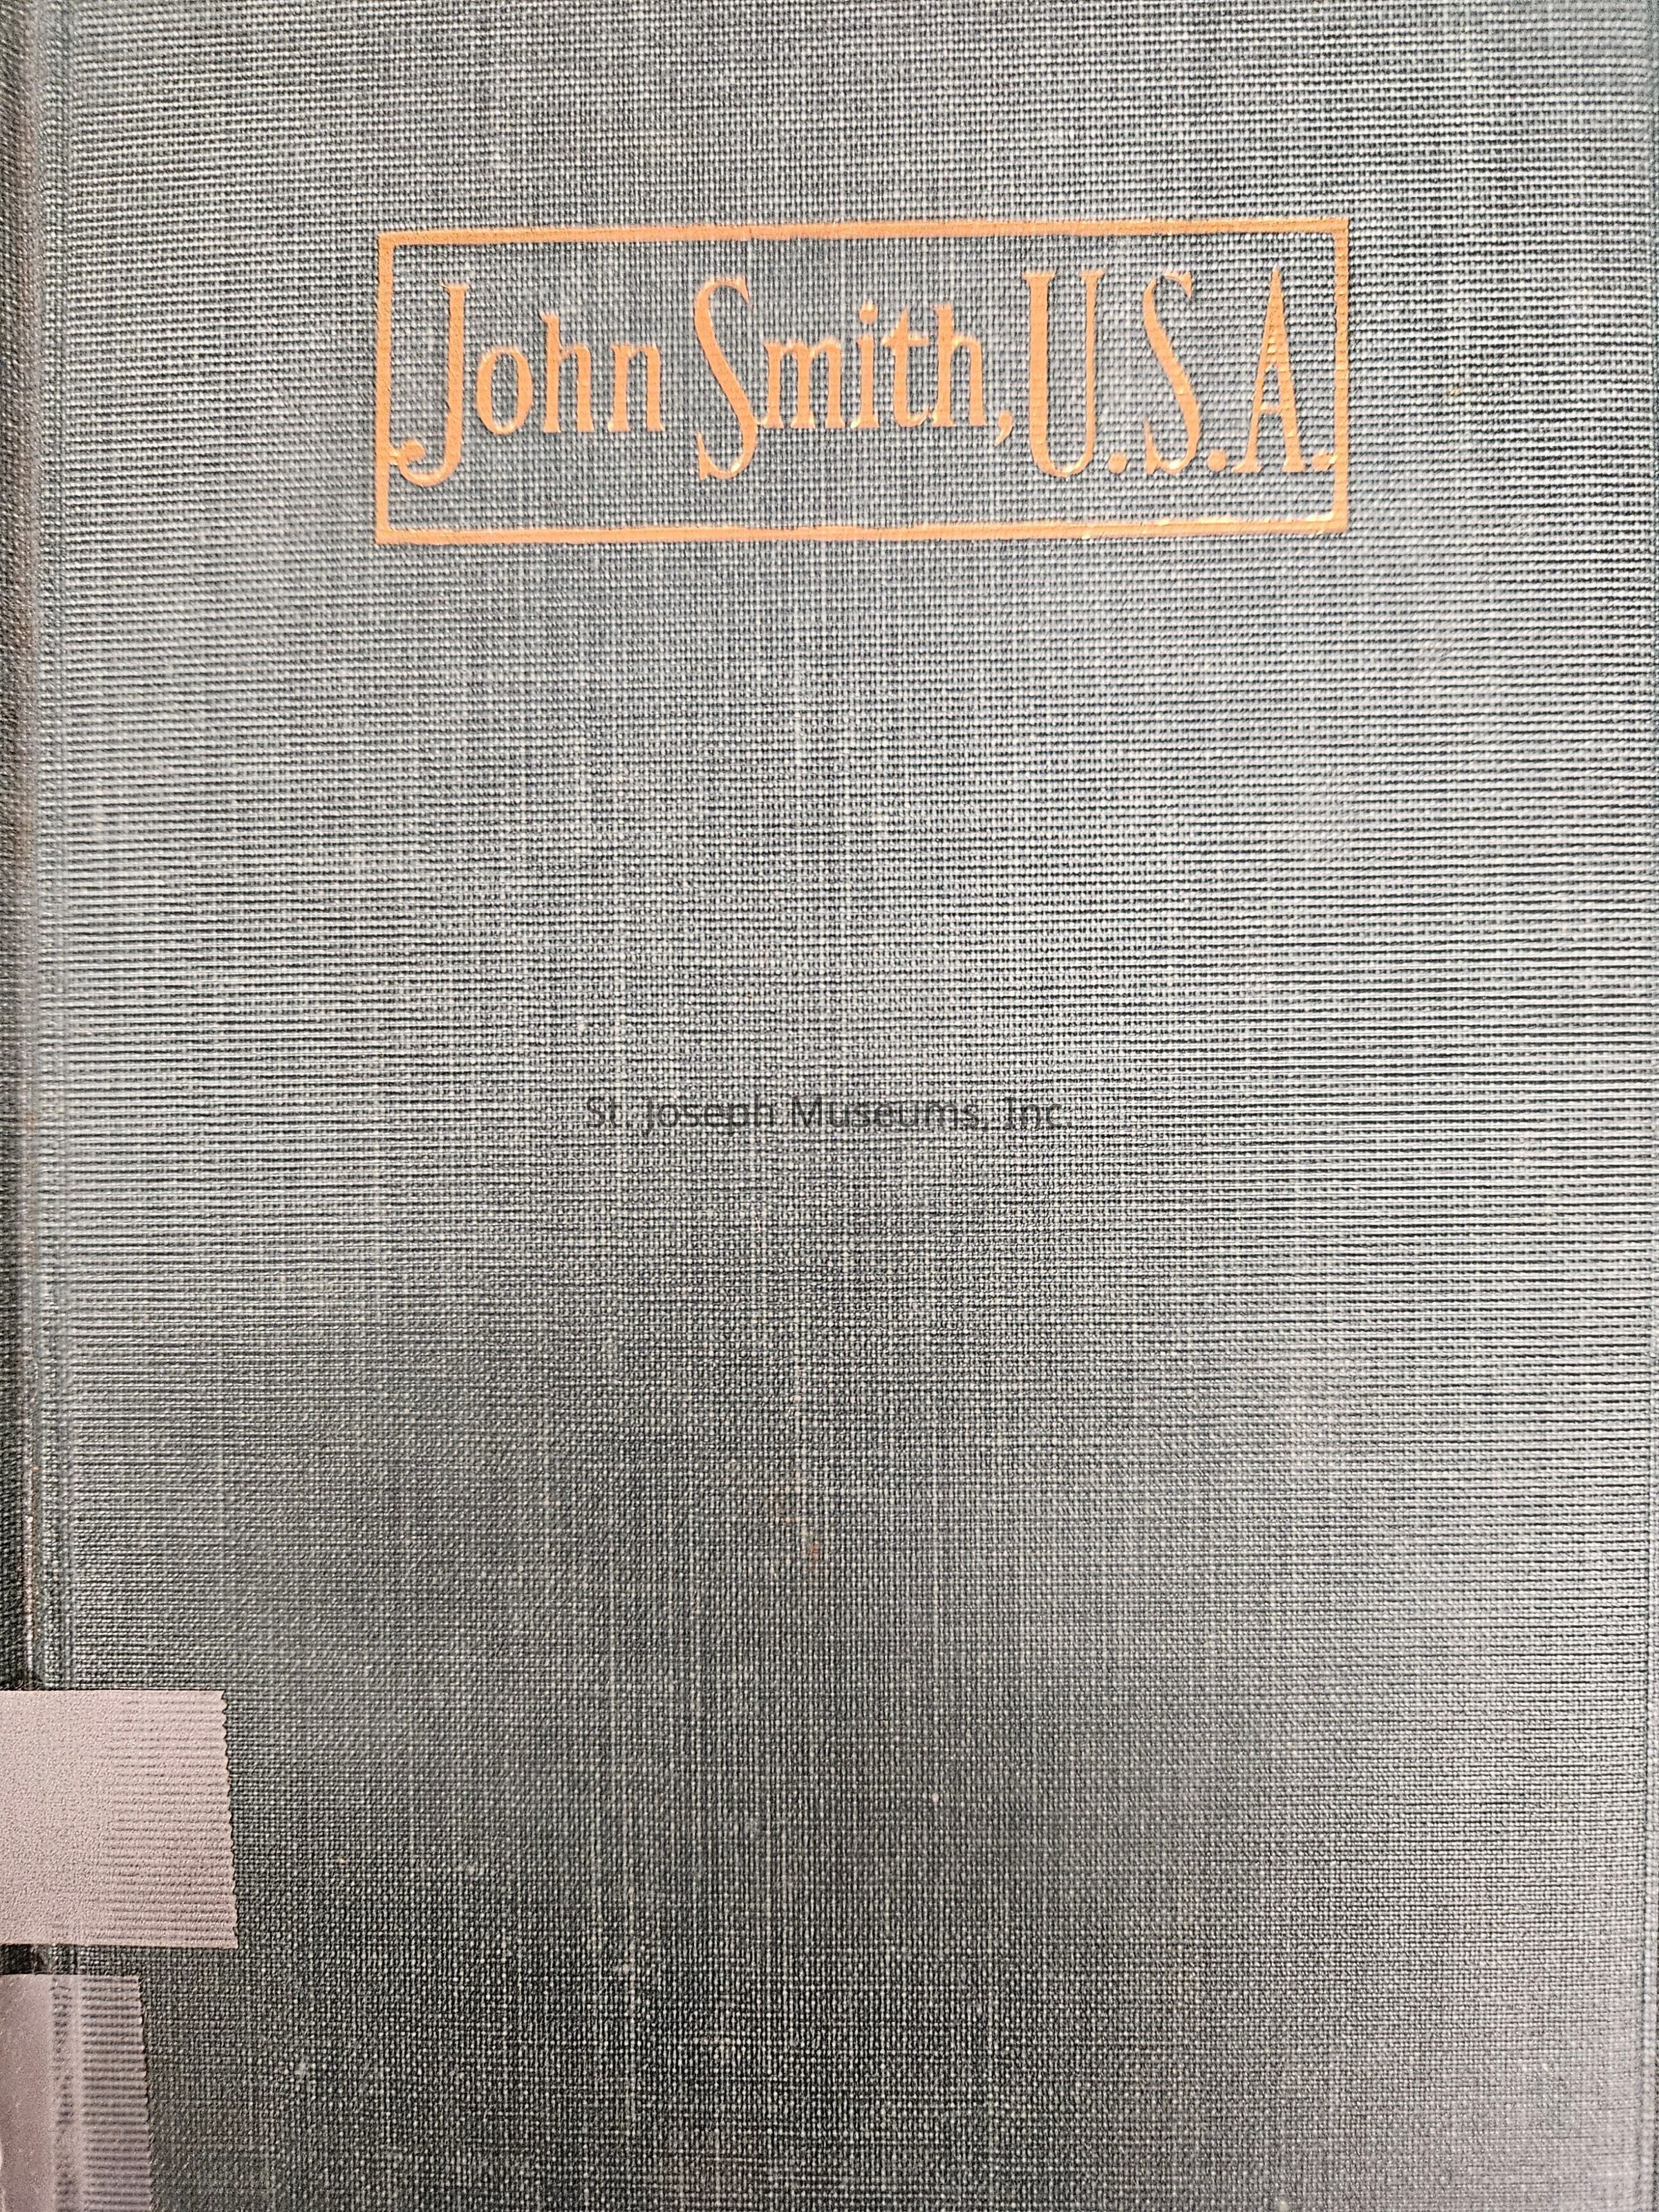 John Smith, U.S.A.
St. Joseph Museums, Inc.